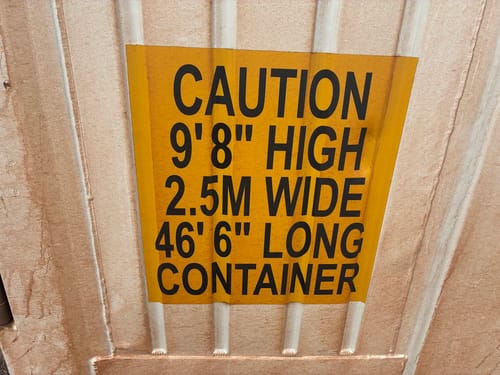 CAUTION
9' 8" HIGH
2.5M WIDE
46' 6" LONG
CONTAINER